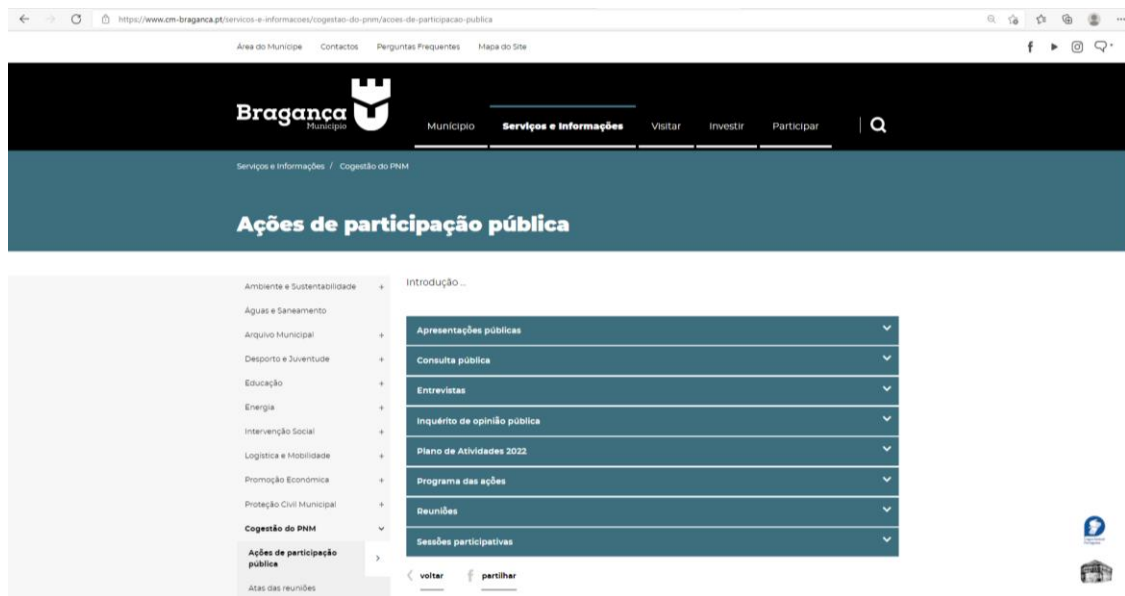 https://www.cm-braganca.pt/servicos-e-informacoes/cogestao-do-pnm/acoes-de-participacao-publica
Área do Munícipe Contactos Perguntas Frequentes Mapa do Site
Bragança
Município
Munícipio Serviços e Informações Visitar Investir Participar
Serviços e Informações / Cogestão do PNM
Ações de participação pública
Ambiente e Sustentabilidade +
Águas e Saneamento
Arquivo Municipal +
Desporto e Juventude +
Educação +
Energia +
Intervenção Social +
Logística e Mobilidade +
Promoção Económica +
Proteção Civil Municipal +
Cogestão do PNM
Ações de participação
pública
Atas das reuniões
Introdução ...
Apresentações públicas
Consulta pública
Entrevistas
Inquérito de opinião pública
Plano de Atividades 2022
Programa das ações
Reuniões
Sessões participativas
voltar partilhar